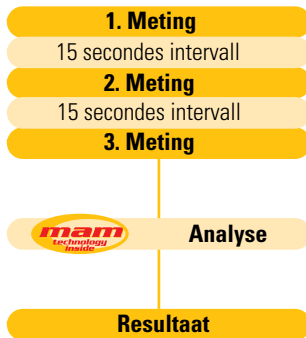 1. Meting
15 secondes intervall
2. Meting
15 secondes intervall
3. Meting
mam
technology
inside
Analyse
Resultaat